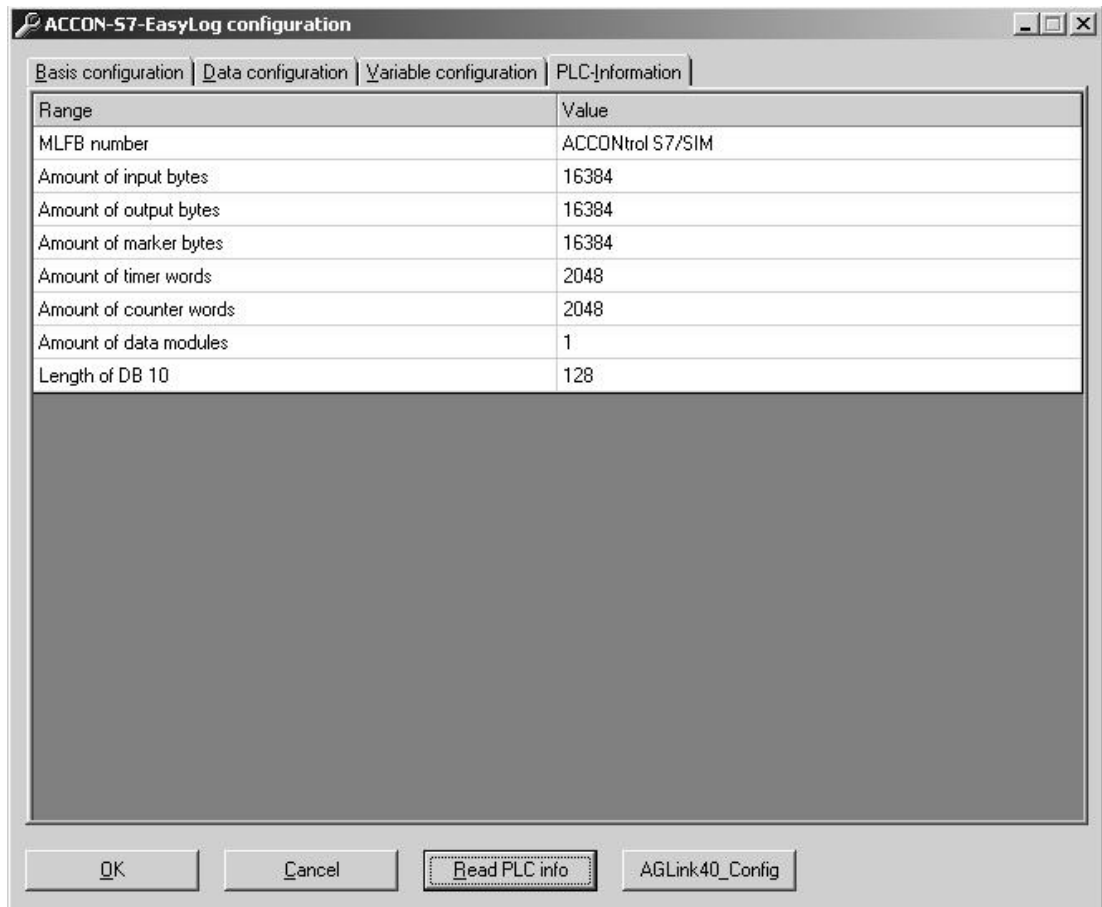 ACCON-S7-EasyLog configuration
Basis configuration Data configuration Variable configuration PLC-Information
Range Value
MLFB number ACCONtrol S7/SIM
Amount of input bytes 16384
Amount of output bytes 16384
Amount of marker bytes 16384
Amount of timer words 2048
Amount of counter words 2048
Amount of data modules 1
Length of DB 10 128
OK Cancel Read PLC info AGLink40_Config